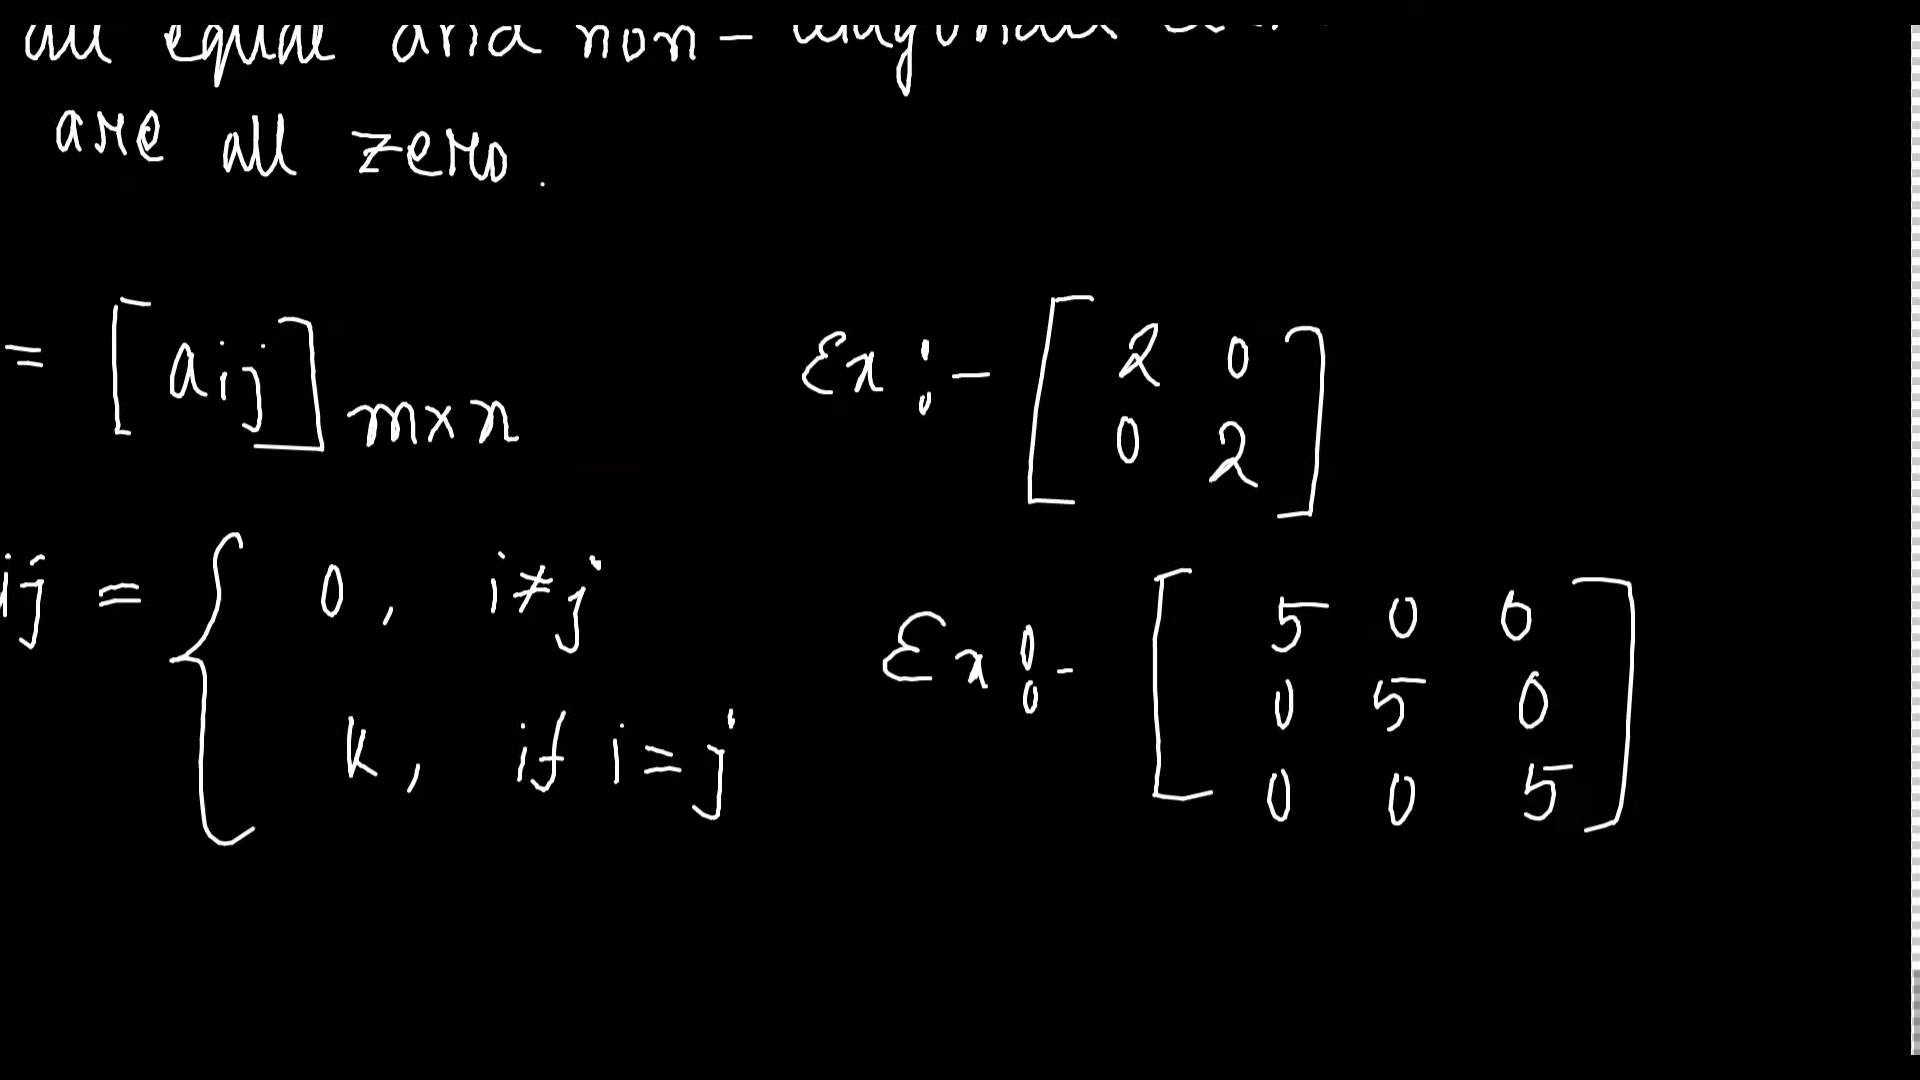 all equal and non-diagonal
are all zero.
= [aij]m×n
Ex:- [2 0
0 2]
ij = { 0, i≠j
k, if i=j
Ex:- [5 0 0
0 5 0
0 0 5]